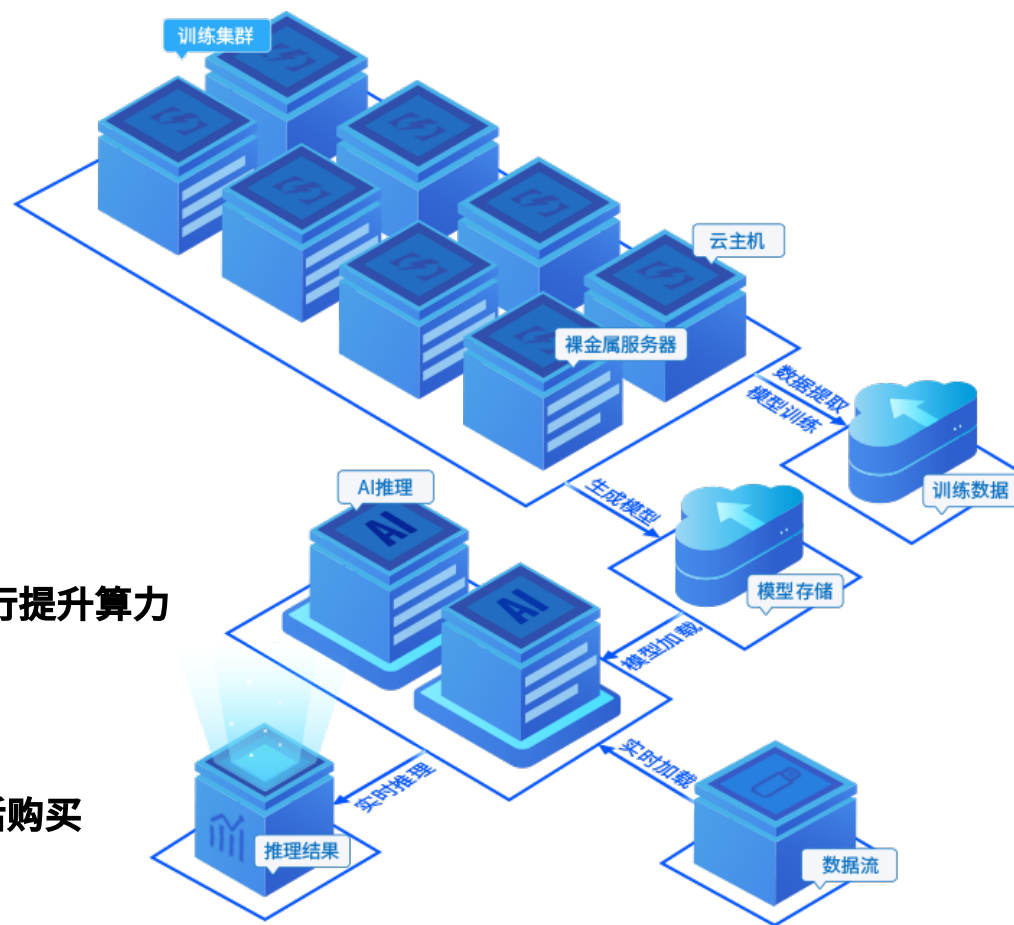 训练集群
云主机
裸金属服务器
数据提取
模型训练
训练数据
AI推理
AI
生成模型
模型存储
AI
行提升算力
模型加载
实时推理
实时加载
活购买
推理结果
数据流